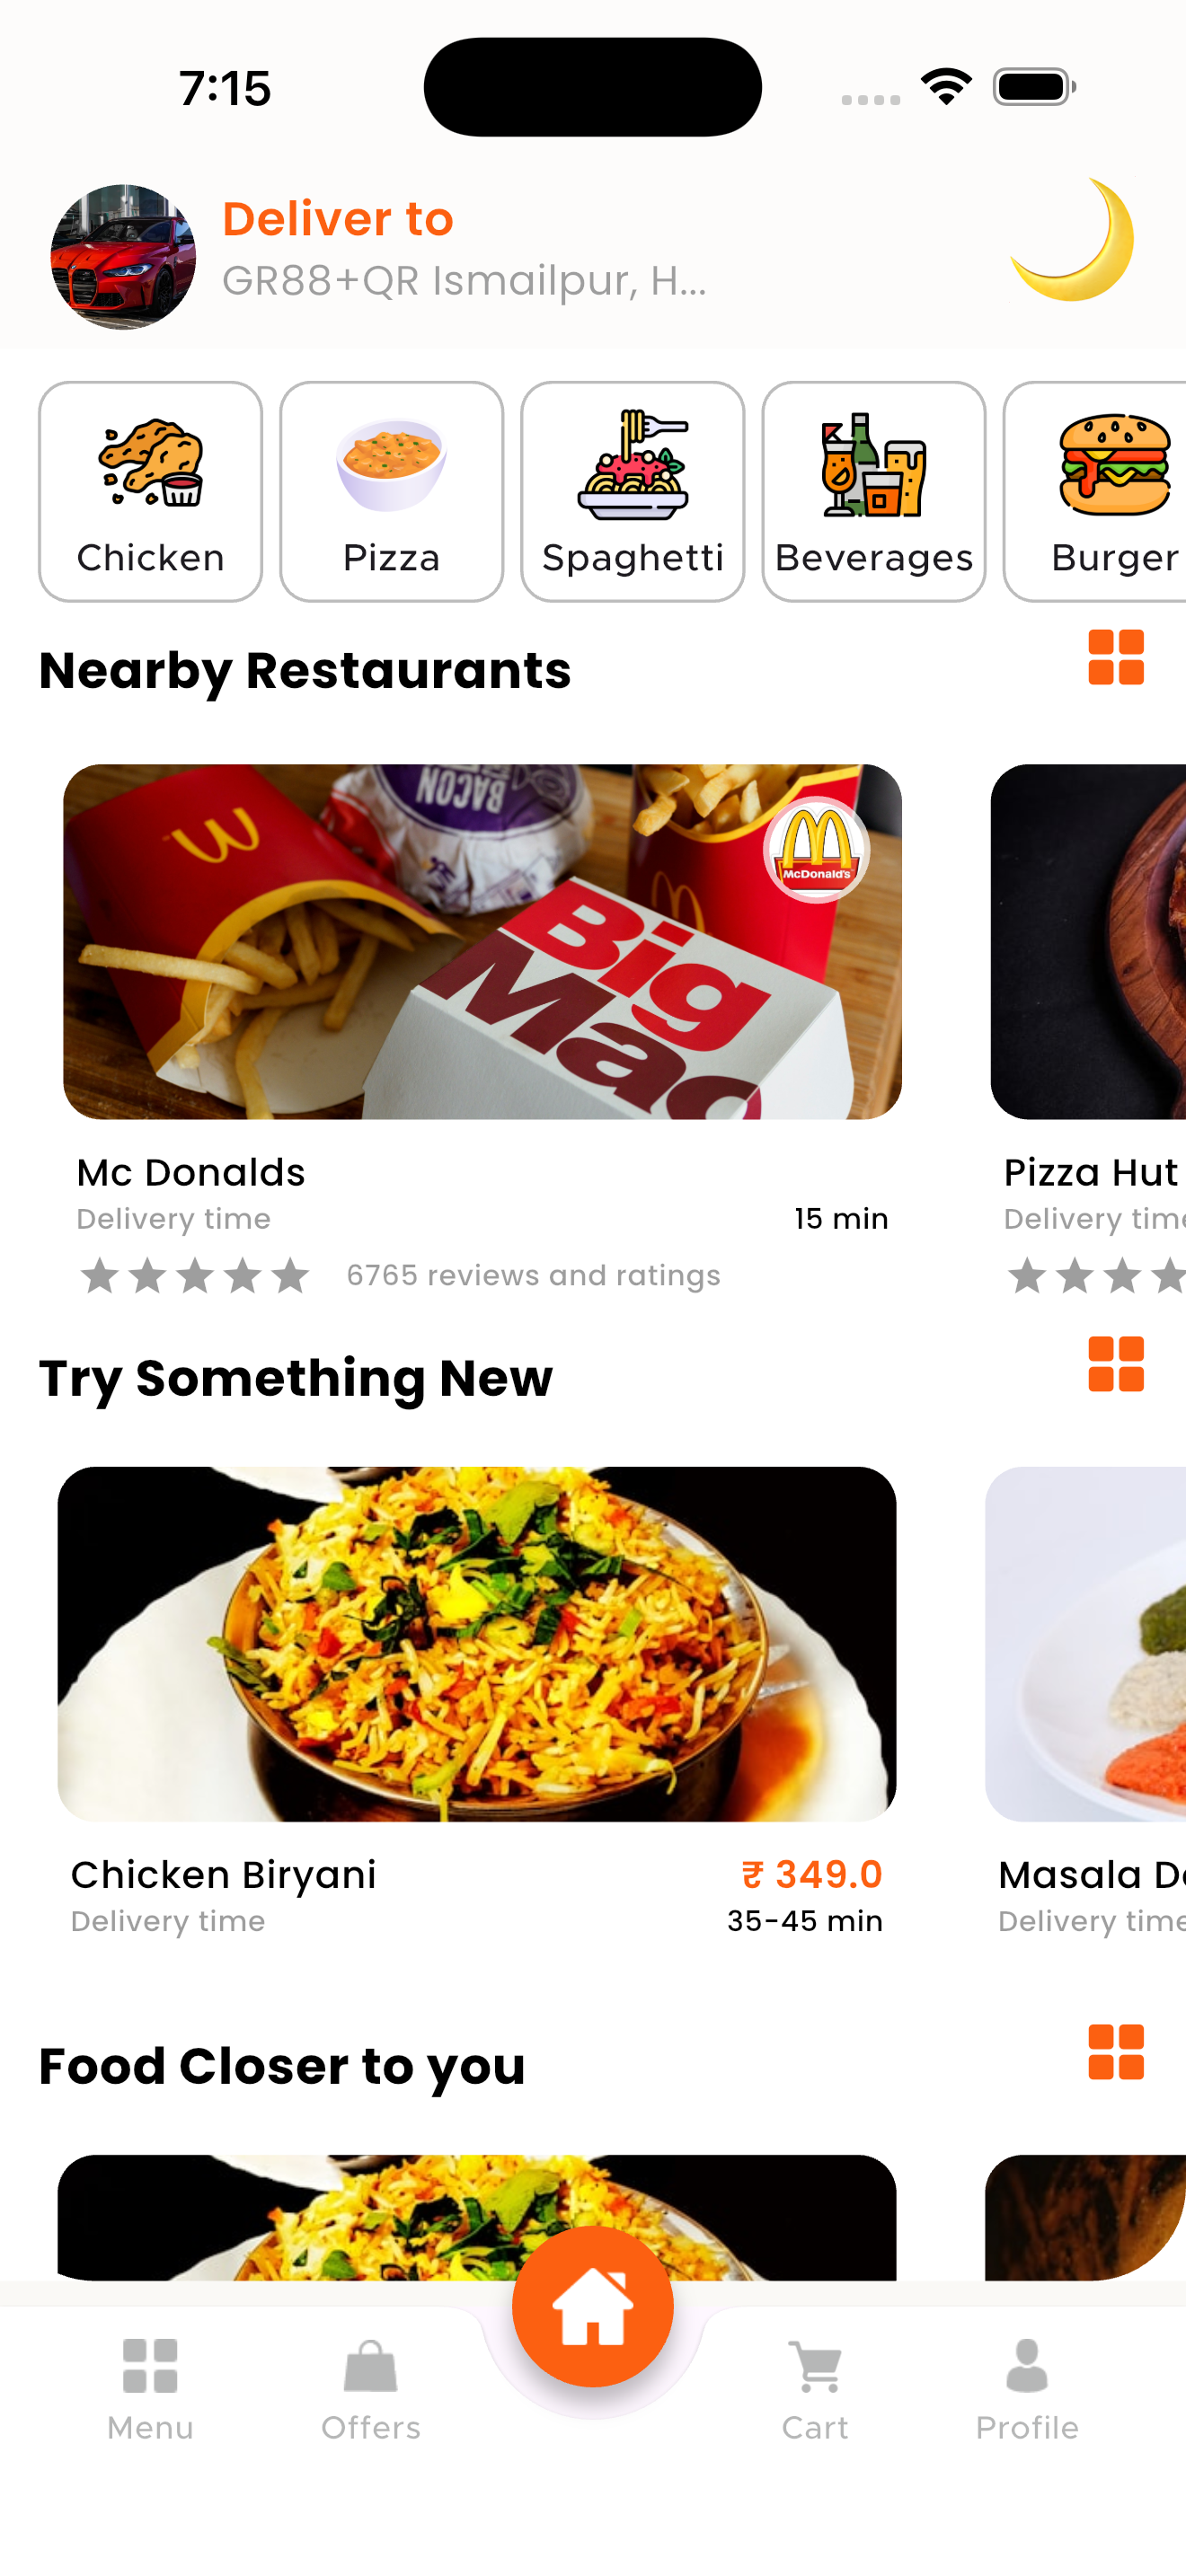 7:15
Deliver to
GR88+QR Ismailpur, H...
Chicken
Pizza
Spaghetti
Beverages
Burger
Nearby Restaurants
BACON
McDonald's
Big
Mac
Mc Donalds
Delivery time
15 min
6765 reviews and ratings
Pizza Hut
Delivery time
Try Something New
Chicken Biryani
₹ 349.0
Delivery time
35-45 min
Masala D
Delivery time
Food Closer to you
Menu
Offers
Cart
Profile